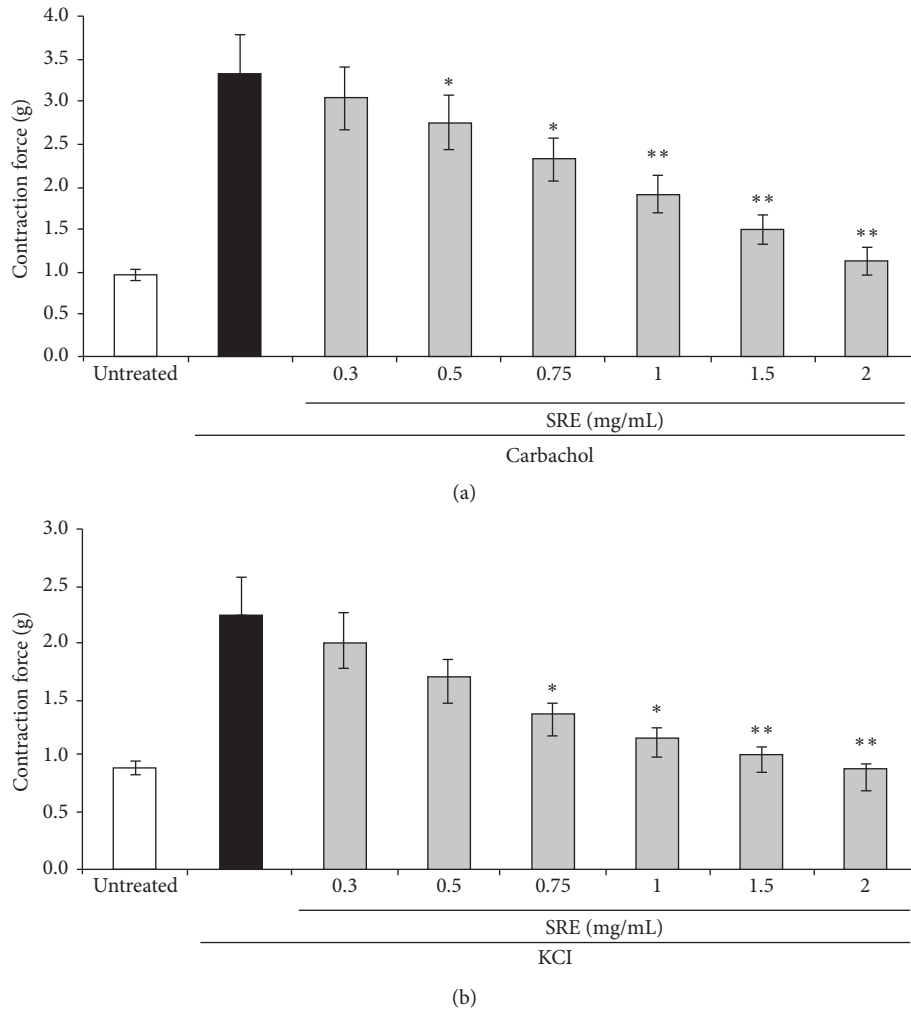 4.0
3.5
3.0
2.5
2.0
1.5
1.0
0.5
0.0
Contraction force (g)
*
*
**
**
**
Untreated 0.3 0.5 0.75 1 1.5 2
SRE (mg/mL)
Carbachol
(a)
3.0
2.5
2.0
1.5
1.0
0.5
0.0
Contraction force (g)
*
*
**
**
Untreated 0.3 0.5 0.75 1 1.5 2
SRE (mg/mL)
KCI
(b)